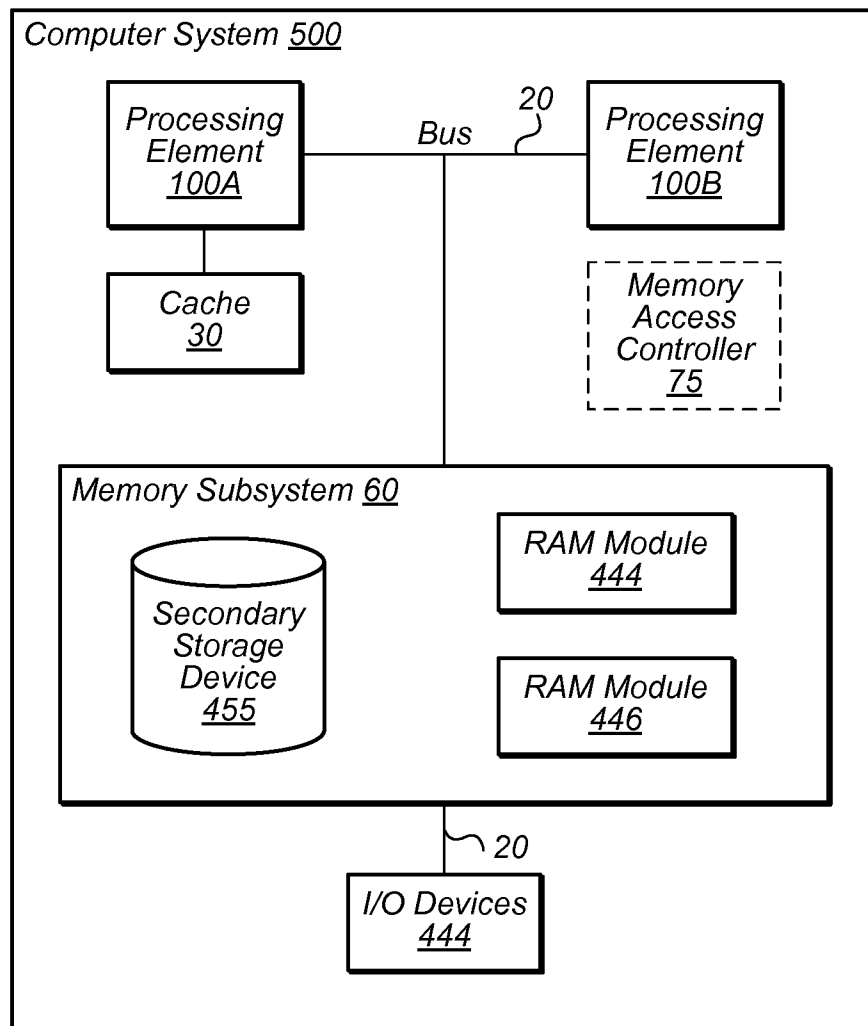 Computer System 500
Processing
Element
100A
Bus
20
Processing
Element
100B
Cache
30
Memory
Access
Controller
75
Memory Subsystem 60
Secondary
Storage
Device
455
RAM Module
444
RAM Module
446
20
I/O Devices
444